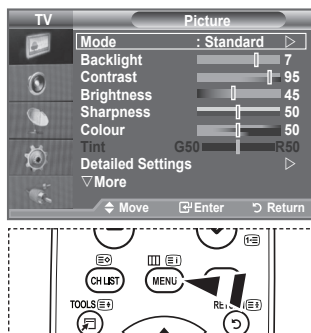 TV Picture
Mode : Standard
Backlight 7
Contrast 95
Brightness 45
Sharpness 50
Colour 50
Tint G50 R50
Detailed Settings
▽More
Move Enter Return
CH LIST MENU
TOOLS RETURN